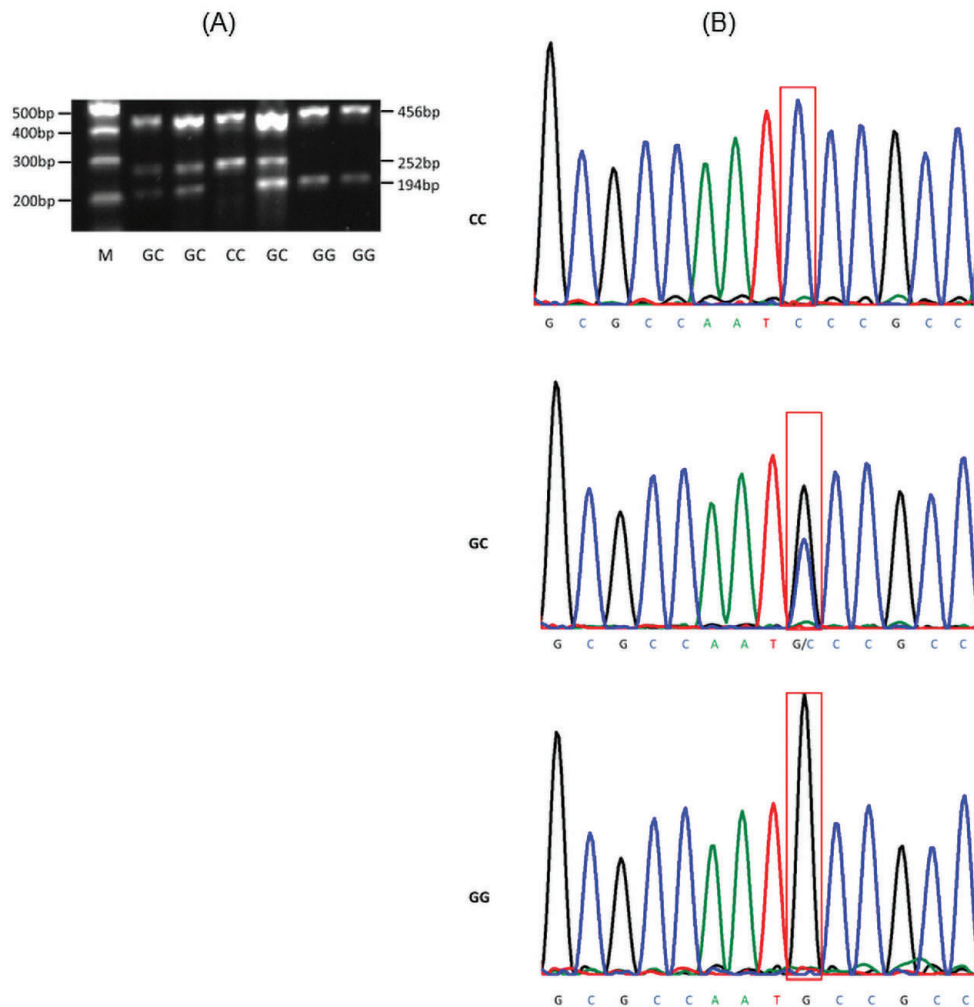 (A)
(B)
500bp
400bp
300bp
200bp
456bp
252bp
194bp
M GC GC CC GC GG GG
CC
G C G C C A A T C C C G C C
GC
G C G C C A A T G/C C C G C C
GG
G C G C C A A T G C C G C C